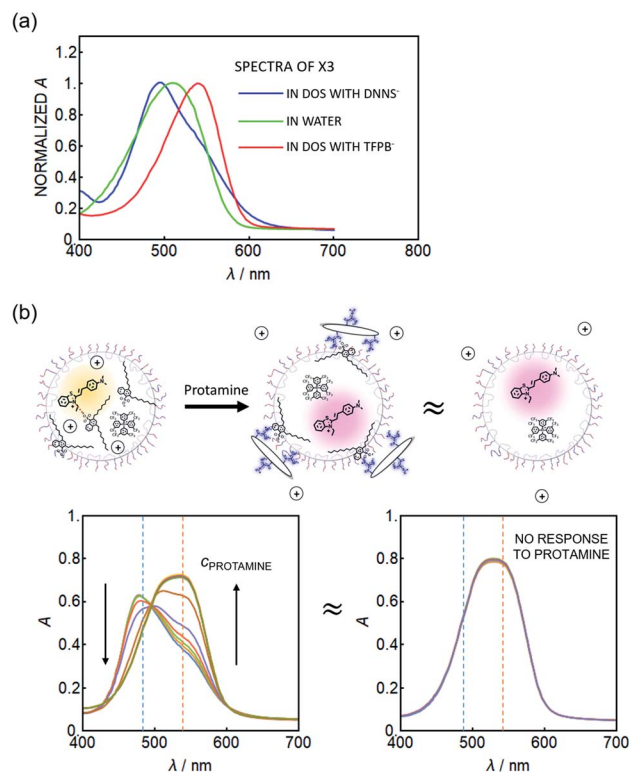 (a)
SPECTRA OF X3
IN DOS WITH DNNS⁻
IN WATER
IN DOS WITH TFPB⁻
NORMALIZED A
1.2
1.
0.8
0.6
0.4
0.2
0
400 500 600 700 800
λ / nm
(b)
Protamine
≈
≈
cPROTAMINE
NO RESPONSE
TO PROTAMINE
A
1.
0.8
0.6
0.4
0.2
0
400 500 600 700
λ / nm
A
1.
0.8
0.6
0.4
0.2
0
400 500 600 700
λ / nm